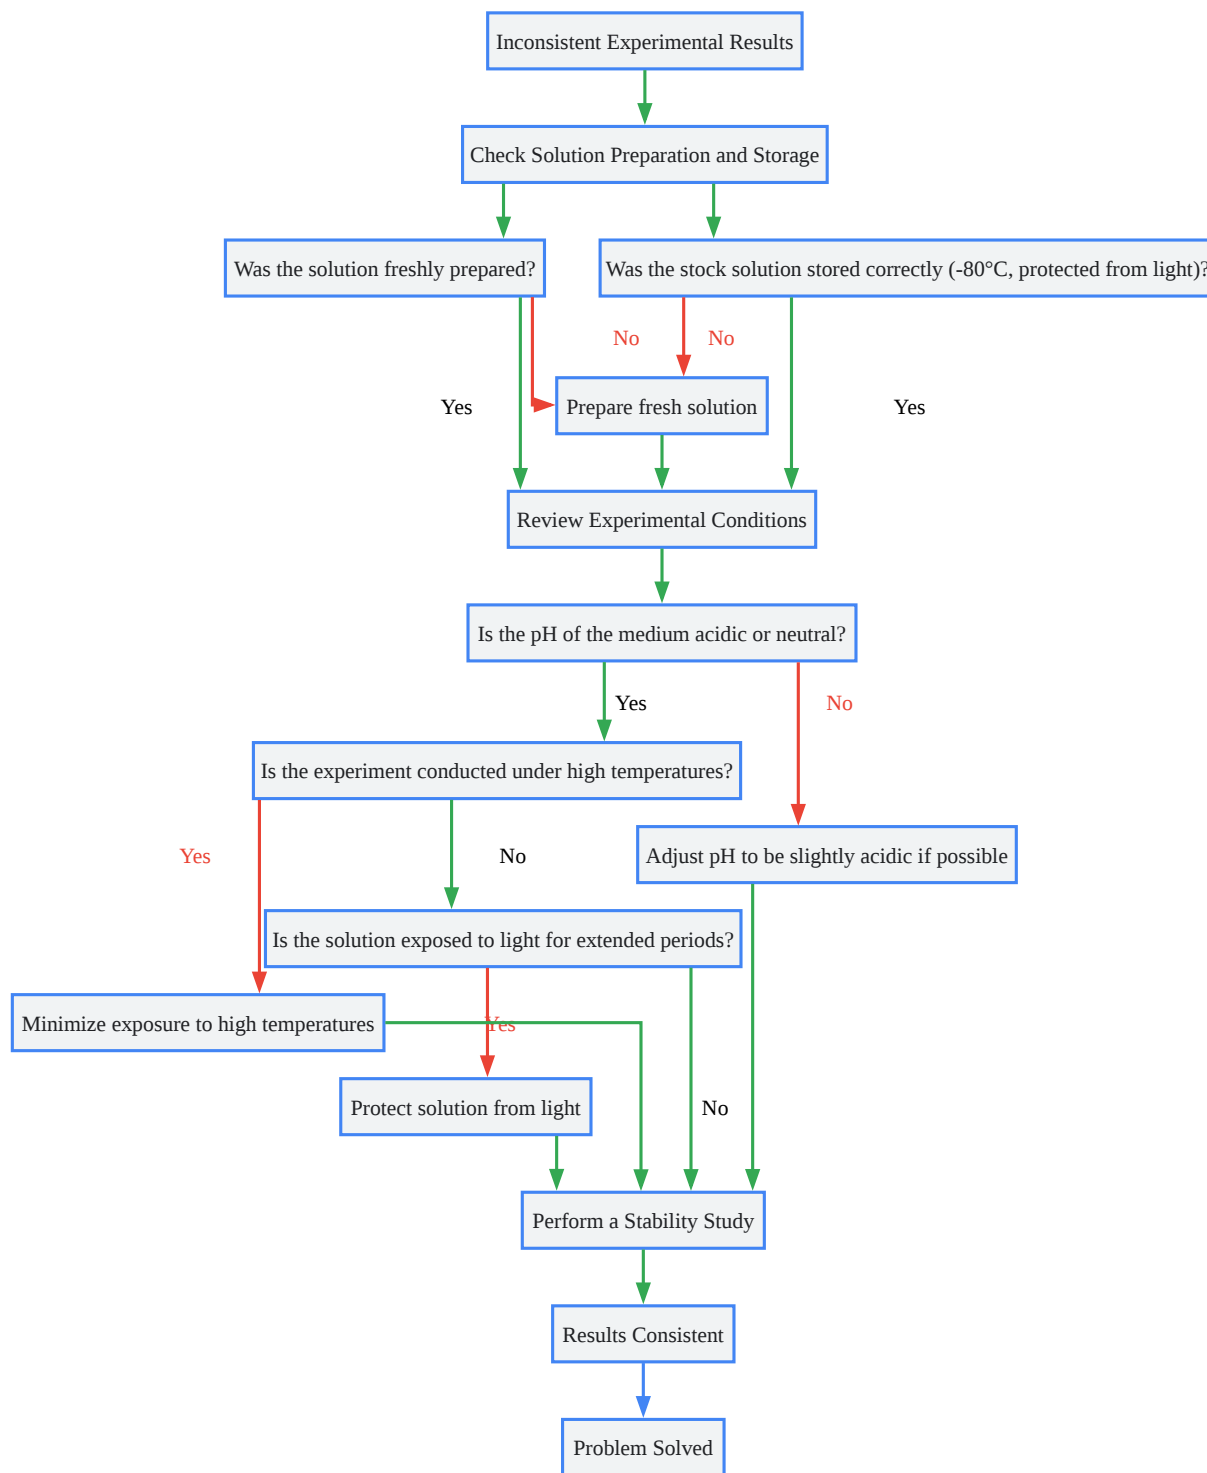 Inconsistent Experimental Results
Check Solution Preparation and Storage
Was the solution freshly prepared?
Was the stock solution stored correctly (-80°C, protected from light)?
No
No
Prepare fresh solution
Yes
Yes
Review Experimental Conditions
Is the pH of the medium acidic or neutral?
Yes
No
Is the experiment conducted under high temperatures?
Yes
No
Adjust pH to be slightly acidic if possible
Is the solution exposed to light for extended periods?
Minimize exposure to high temperatures
Yes
Protect solution from light
No
Perform a Stability Study
Results Consistent
Problem Solved